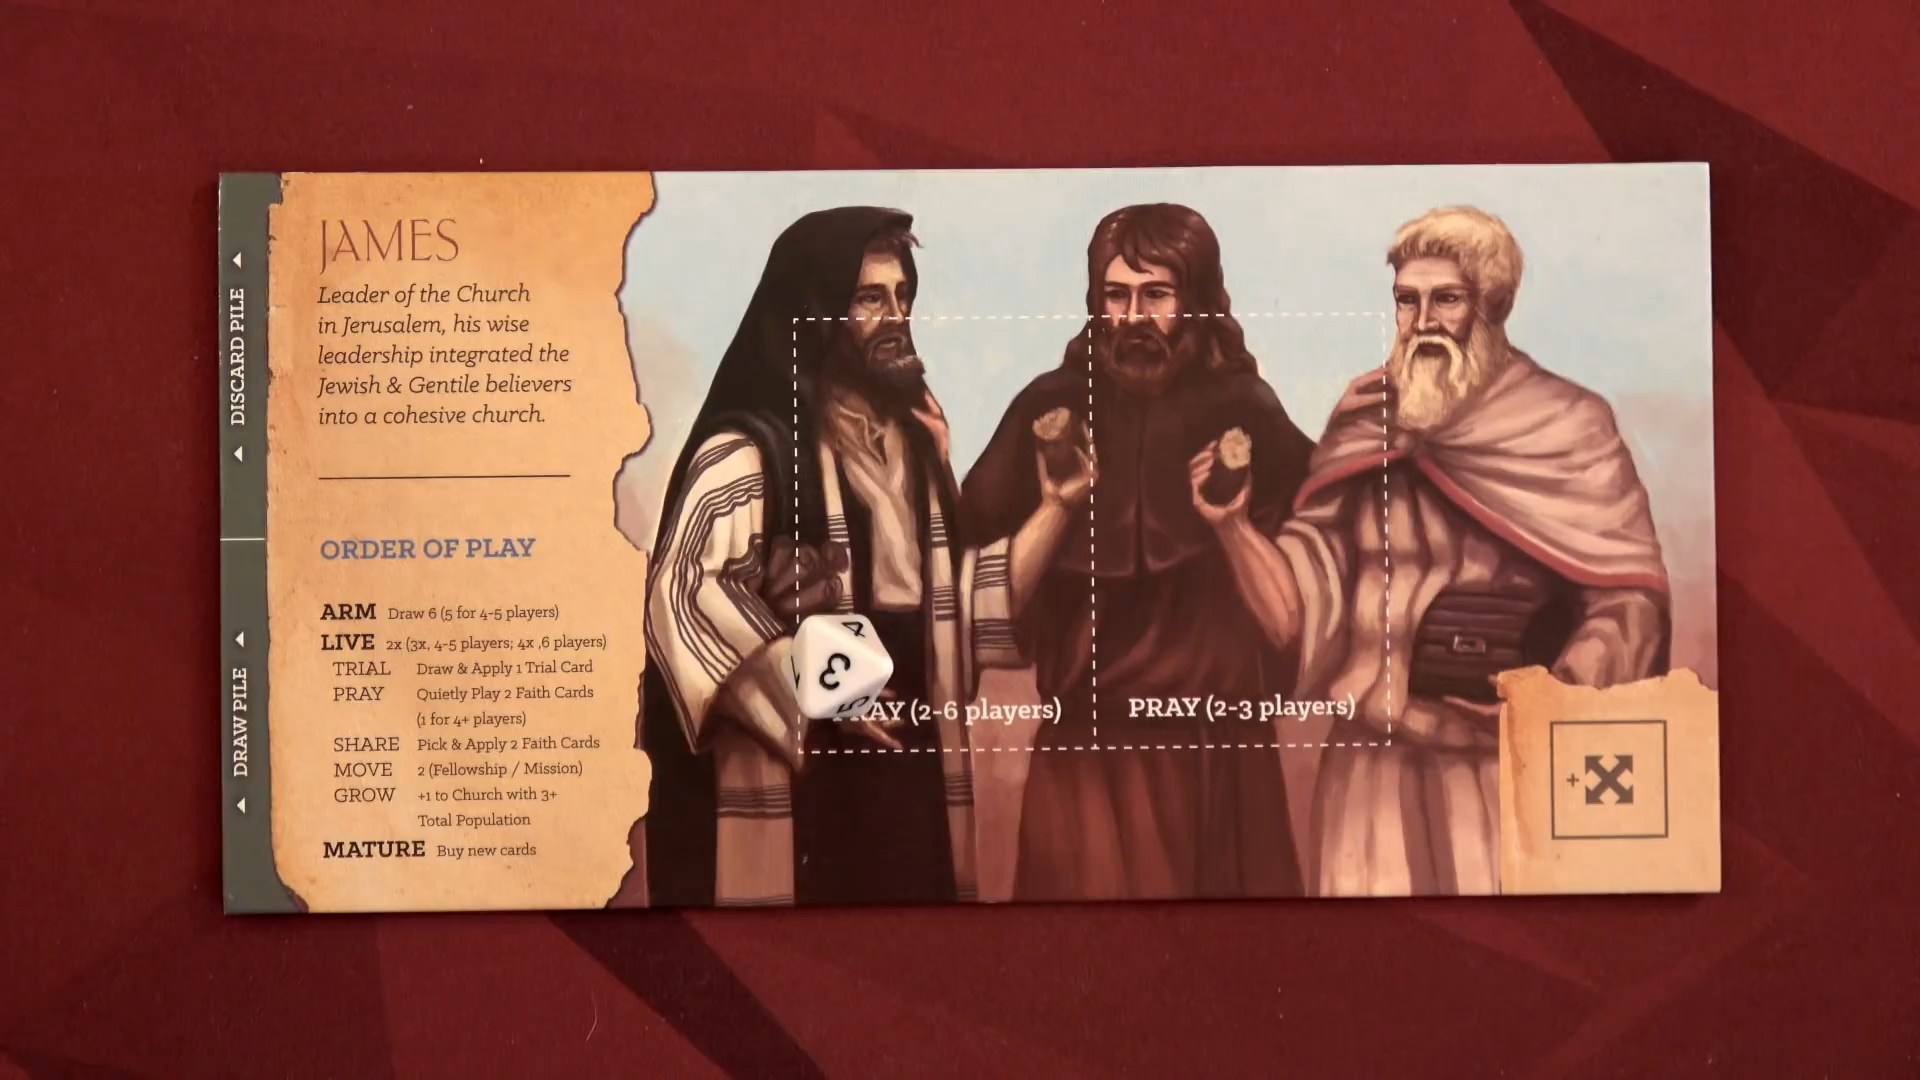 JAMES
Leader of the Church
in Jerusalem, his wise
leadership integrated the
Jewish & Gentile believers
into a cohesive church.
ORDER OF PLAY
ARM Draw 6 (5 for 4-5 players)
LIVE 2x (3x, 4-5 players; 4x ,6 players)
TRIAL Draw & Apply 1 Trial Card
PRAY Quietly Play 2 Faith Cards
(1 for 4+ players)
SHARE Pick & Apply 2 Faith Cards
MOVE 2 (Fellowship / Mission)
GROW +1 to Church with 3+
Total Population
MATURE Buy new cards
DISCARD PILE
DRAW PILE
4
3
5
PRAY (2-6 players)
PRAY (2-3 players)
+